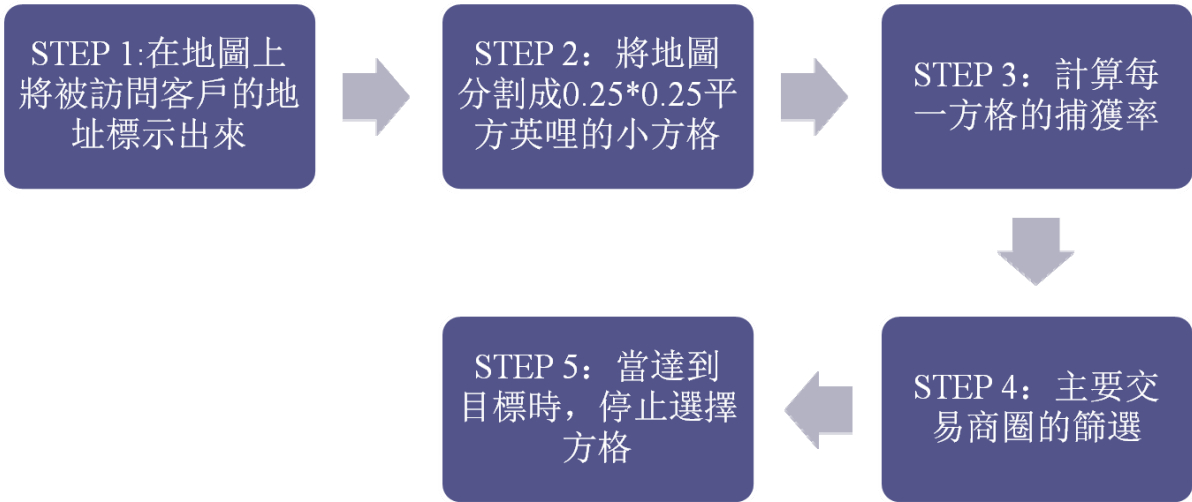 STEP 1:在地圖上
將被訪問客戶的地
址標示出來
STEP 2：將地圖
分割成0.25*0.25平
方英哩的小方格
STEP 3：計算每
一方格的捕獲率
STEP 4：主要交
易商圈的篩選
STEP 5：當達到
目標時，停止選擇
方格